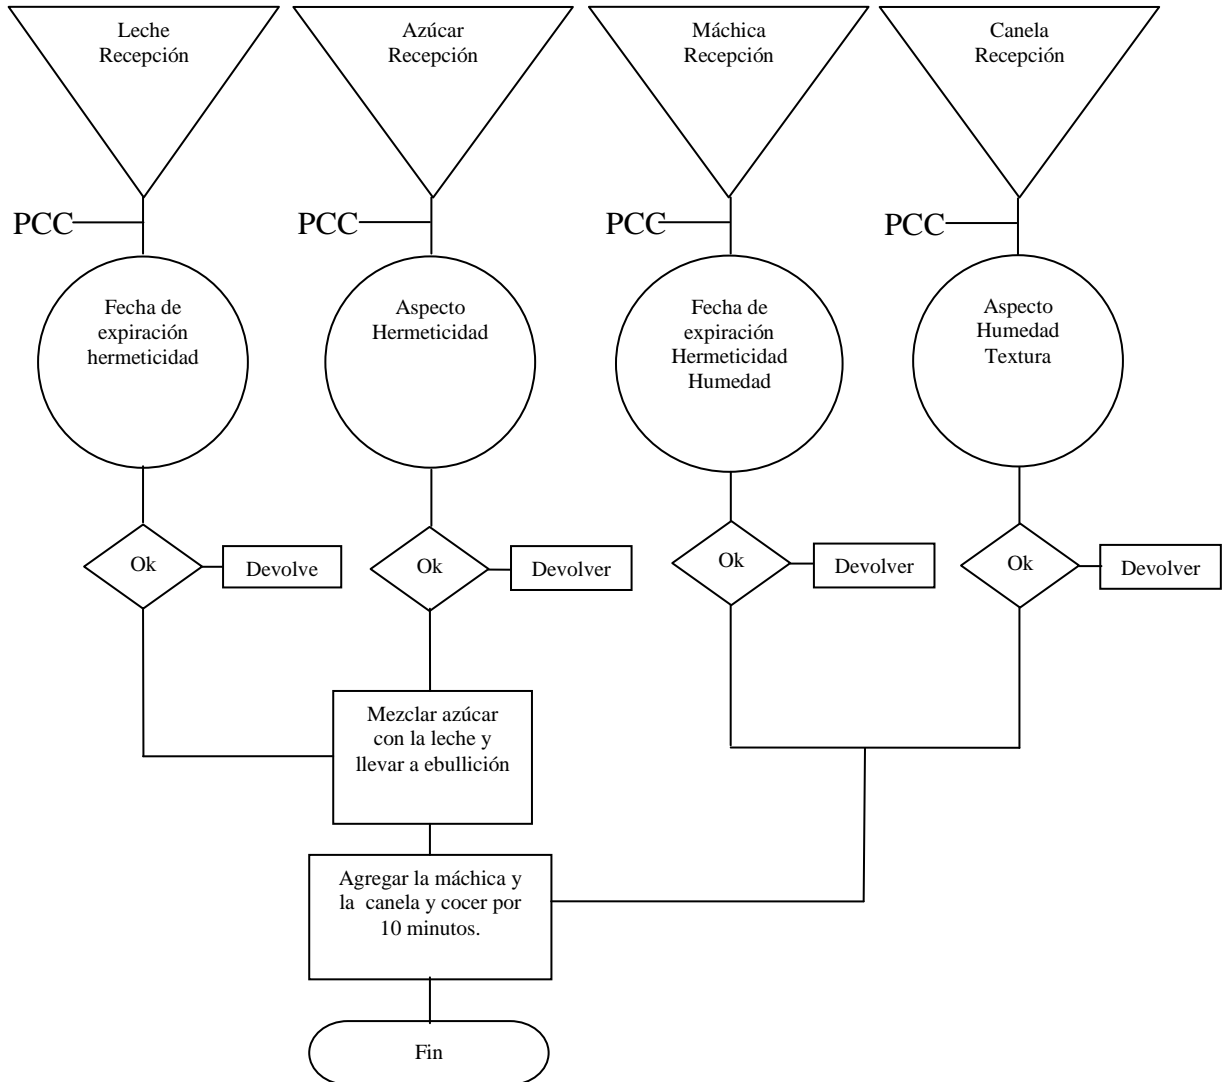 Leche
Recepción
Azúcar
Recepción
Máchica
Recepción
Canela
Recepción
PCC
PCC
PCC
PCC
Fecha de
expiración
hermeticidad
Aspecto
Hermeticidad
Fecha de
expiración
Hermeticidad
Humedad
Aspecto
Humedad
Textura
Ok
Devolve
Ok
Devolver
Ok
Devolver
Ok
Devolver
Mezclar azúcar
con la leche y
llevar a ebullición
Agregar la máchica y
la canela y cocer por
10 minutos.
Fin